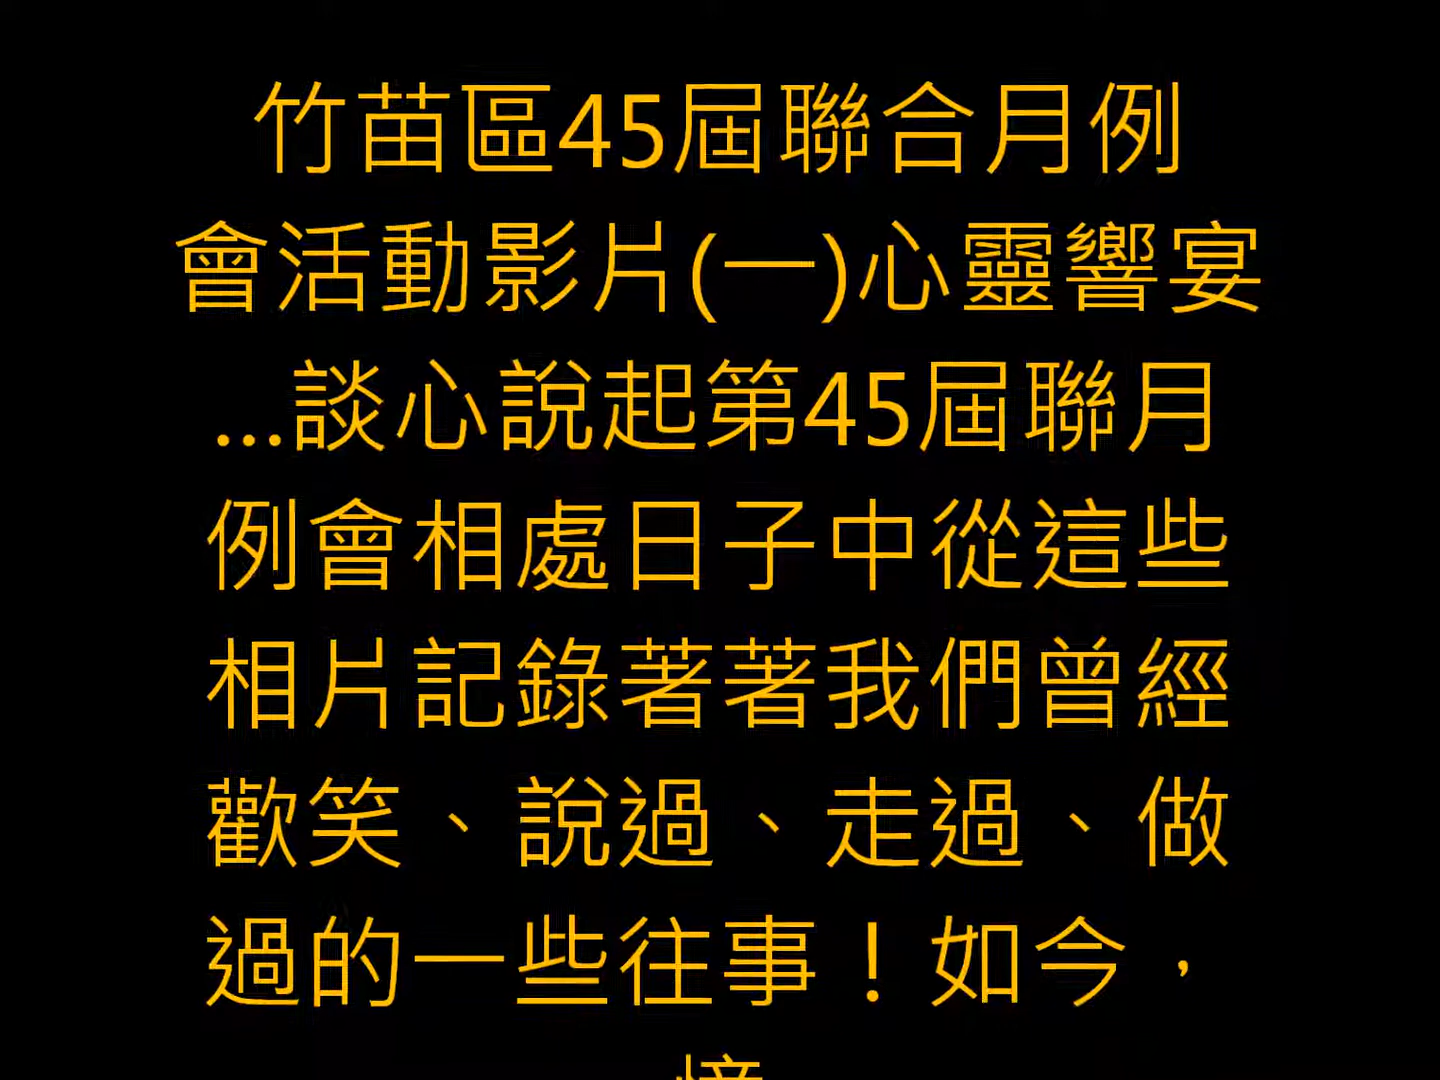 竹苗區45屆聯合月例
會活動影片(一)心靈響宴
...談心說起第45屆聯月
例會相處日子中從這些
相片記錄著著我們曾經
歡笑、說過、走過、做
過的一些往事！如今，